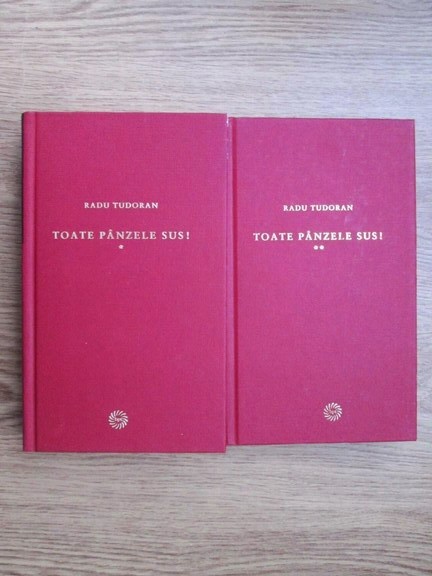 RADU TUDORAN
TOATE PÂNZELE SUS!
*
RADU TUDORAN
TOATE PÂNZELE SUS!
**